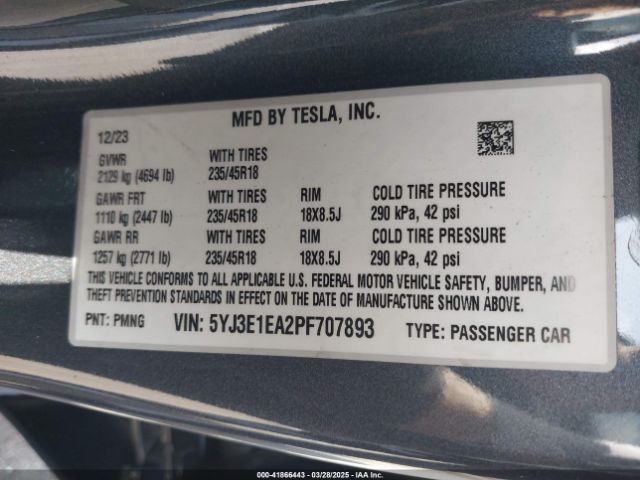 MFD BY TESLA, INC.
12/23
GVWR WITH TIRES
2129 kg (4694 lb) 235/45R18
GAWR FRT WITH TIRES RIM COLD TIRE PRESSURE
1110 kg (2447 lb) 235/45R18 18X8.5J 290 kPa, 42 psi
GAWR RR WITH TIRES RIM COLD TIRE PRESSURE
1257 kg (2771 lb) 235/45R18 18X8.5J 290 kPa, 42 psi
THIS VEHICLE CONFORMS TO ALL APPLICABLE U.S. FEDERAL MOTOR VEHICLE SAFETY, BUMPER, AND
THEFT PREVENTION STANDARDS IN EFFECT ON THE DATE OF MANUFACTURE SHOWN ABOVE.
PNT: PMNG VIN: 5YJ3E1EA2PF707893 TYPE: PASSENGER CAR
000-41866443 - 03/28/2025 - IAA Inc.